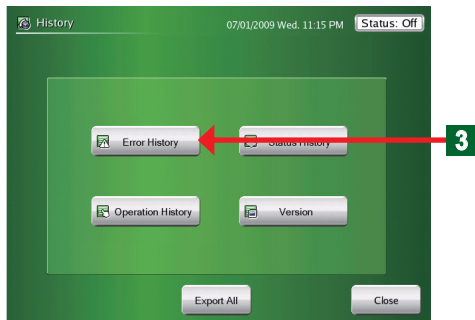 History
07/01/2009 Wed. 11:15 PM
Status: Off
Error History
Status History
3
Operation History
Version
Export All
Close